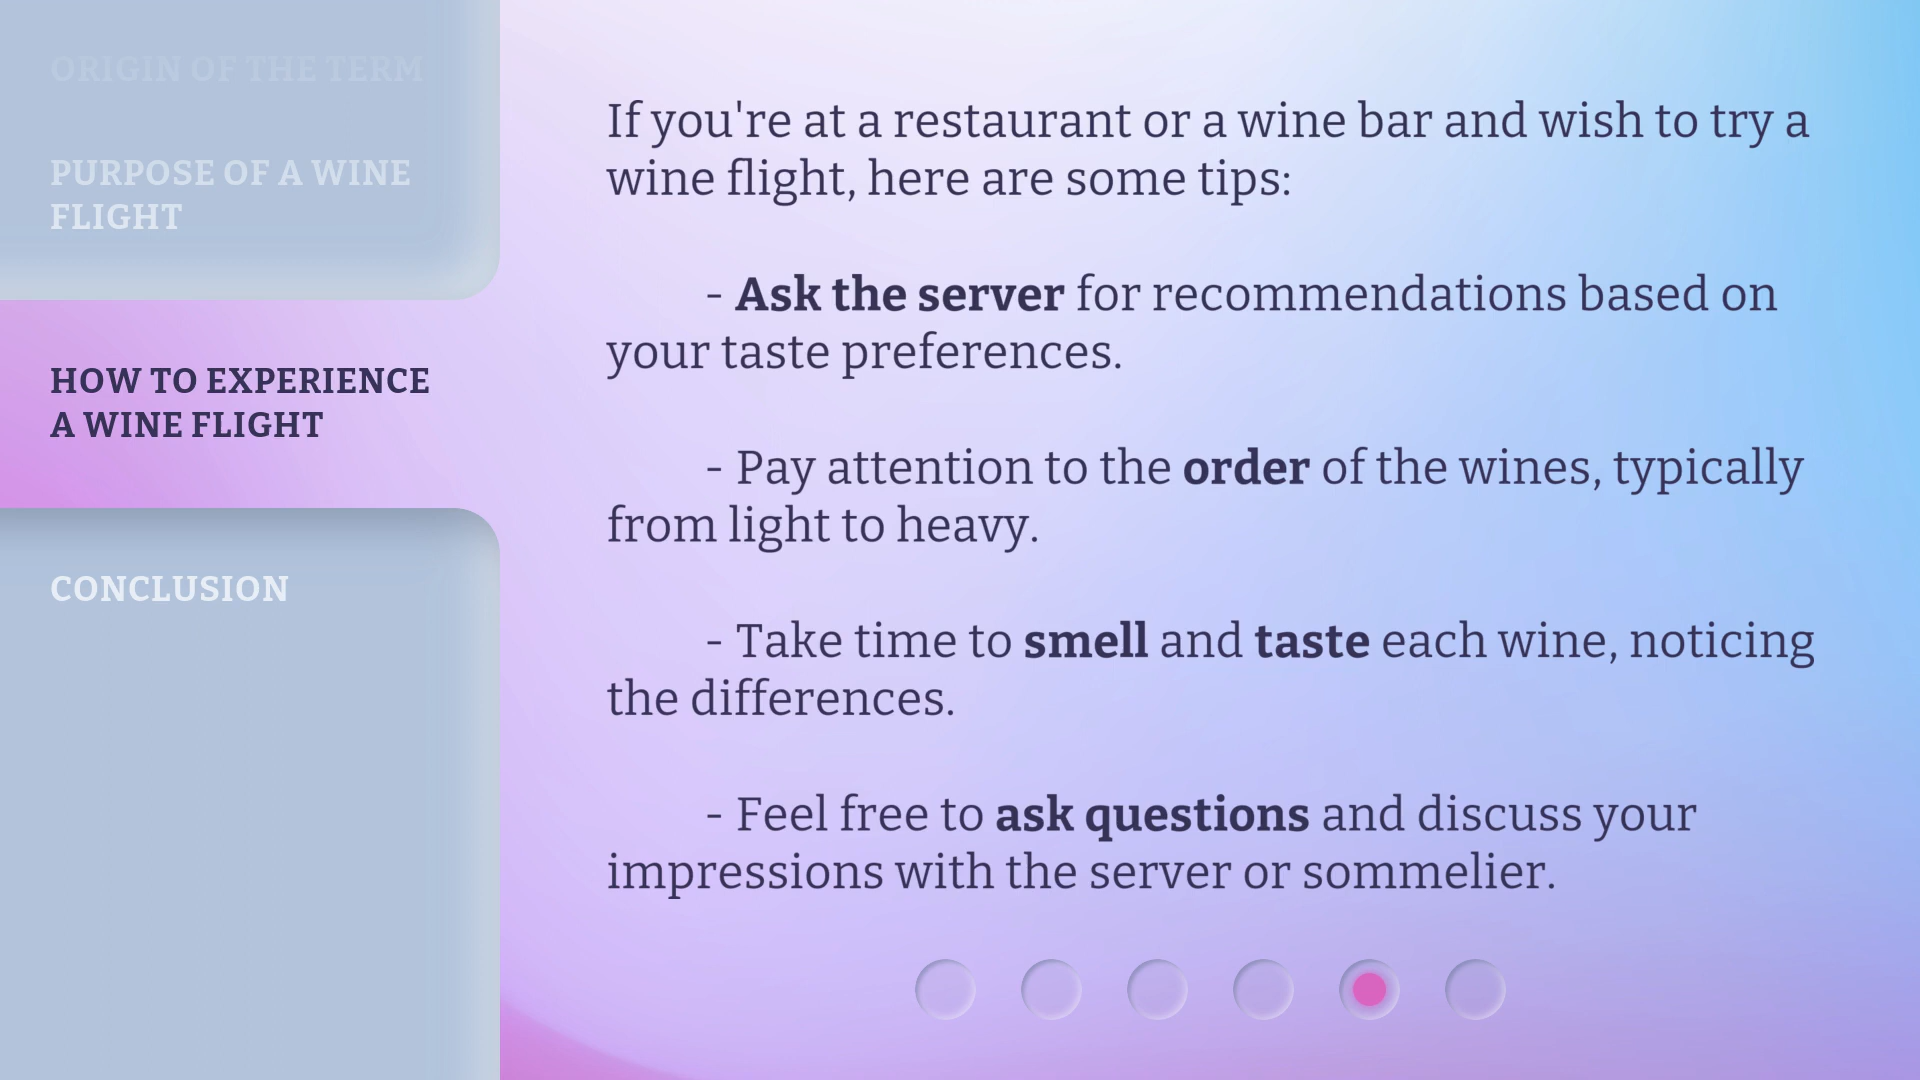 ORIGIN OF THE TERM
PURPOSE OF A WINE
FLIGHT
HOW TO EXPERIENCE
A WINE FLIGHT
CONCLUSION
If you're at a restaurant or a wine bar and wish to try a
wine flight, here are some tips:
- Ask the server for recommendations based on
your taste preferences.
- Pay attention to the order of the wines, typically
from light to heavy.
- Take time to smell and taste each wine, noticing
the differences.
- Feel free to ask questions and discuss your
impressions with the server or sommelier.